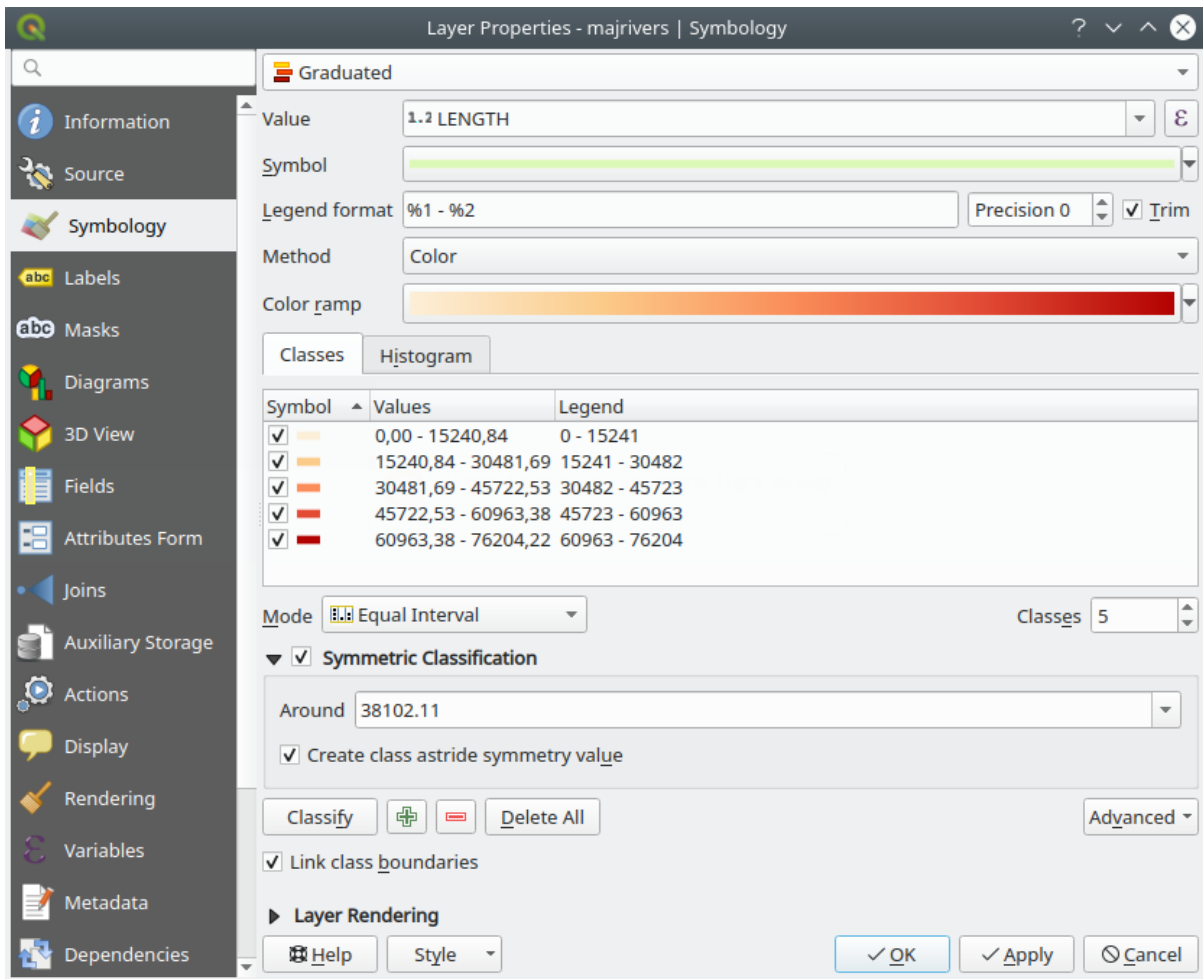 Layer Properties - majrivers | Symbology
Graduated
Information
Source
Symbology
Labels
Masks
Diagrams
3D View
Fields
Attributes Form
Joins
Auxiliary Storage
Actions
Display
Rendering
Variables
Metadata
Dependencies
Value 1.2 LENGTH ε
Symbol
Legend format %1 - %2 Precision 0 Trim
Method Color
Color ramp
Classes Histogram
Symbol Values Legend
0,00 - 15240,84 0 - 15241
15240,84 - 30481,69 15241 - 30482
30481,69 - 45722,53 30482 - 45723
45722,53 - 60963,38 45723 - 60963
60963,38 - 76204,22 60963 - 76204
Mode Equal Interval Classes 5
Symmetric Classification
Around 38102.11
Create class astride symmetry value
Classify Delete All Advanced
Link class boundaries
Layer Rendering
Help Style OK Apply Cancel